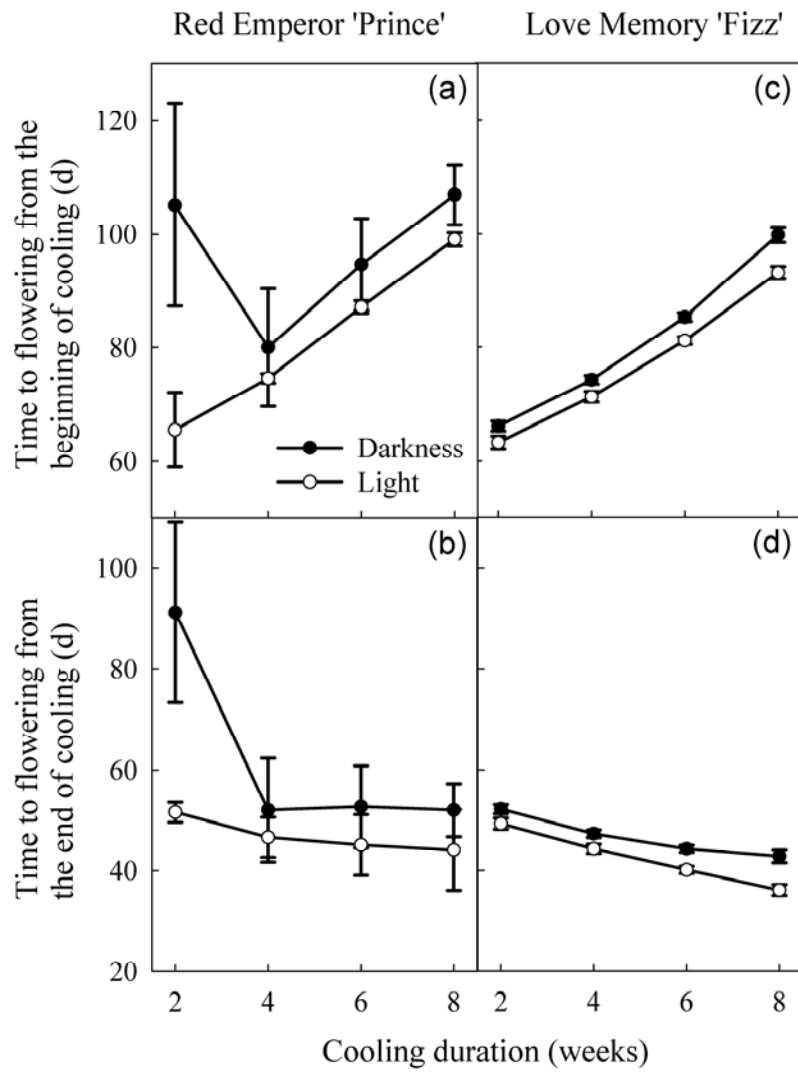 Red Emperor 'Prince'
Love Memory 'Fizz'
Time to flowering from the
beginning of cooling (d)
120
100
80
60
(a)
Darkness
Light
(c)
Time to flowering from
the end of cooling (d)
100
80
60
40
20
(b)
(d)
2
4
6
8
2
4
6
8
Cooling duration (weeks)